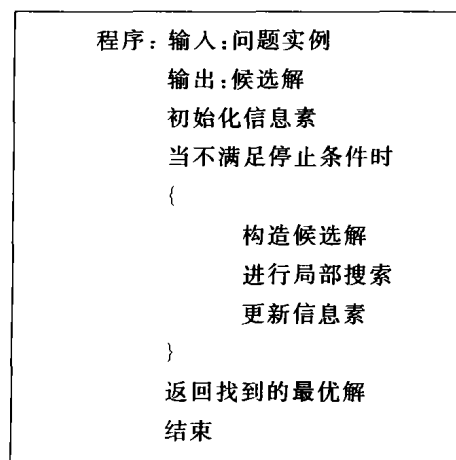 程序：输入：问题实例
输出：候选解
初始化信息素
当不满足停止条件时
{
构造候选解
进行局部搜索
更新信息素
}
返回找到的最优解
结束